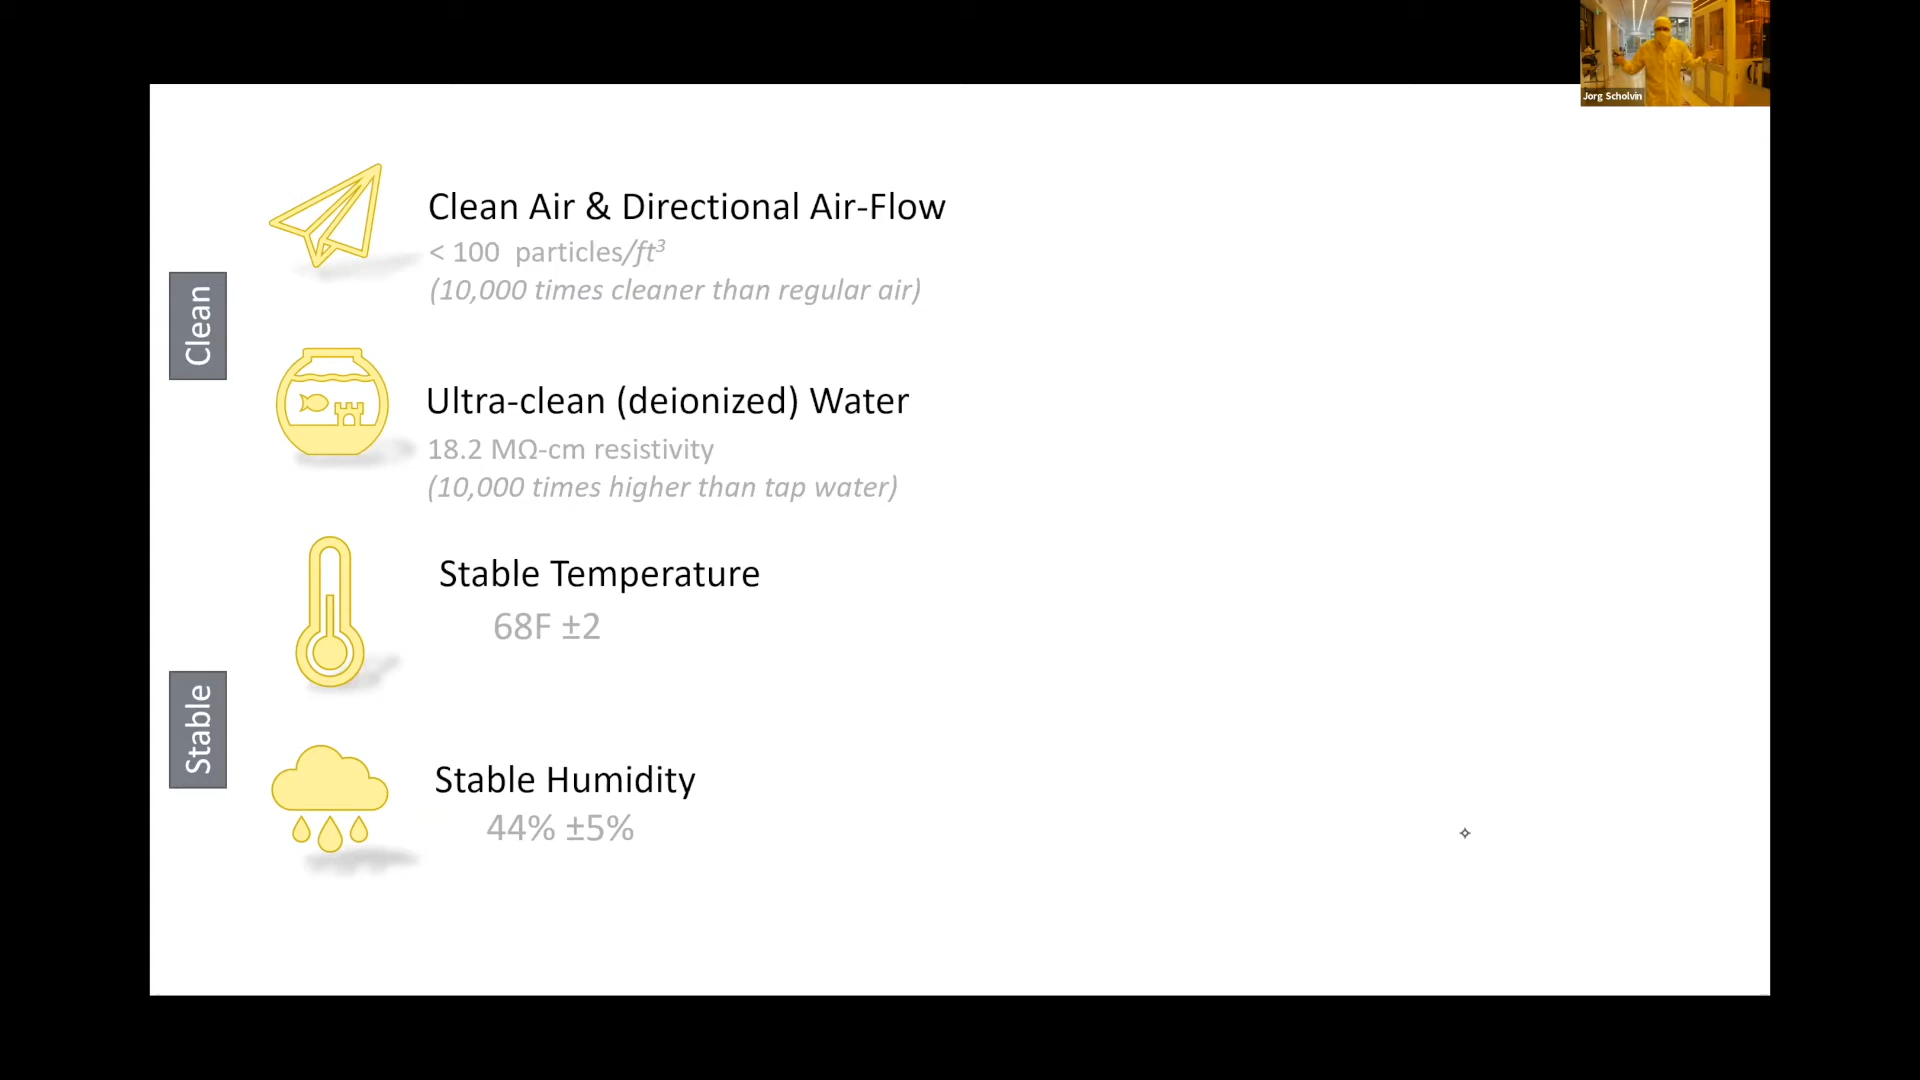 Jorg Scholvin
Clean
Clean Air & Directional Air-Flow
< 100 particles/ft³
(10,000 times cleaner than regular air)
Ultra-clean (deionized) Water
18.2 MΩ-cm resistivity
(10,000 times higher than tap water)
Stable
Stable Temperature
68F ±2
Stable Humidity
44% ±5%